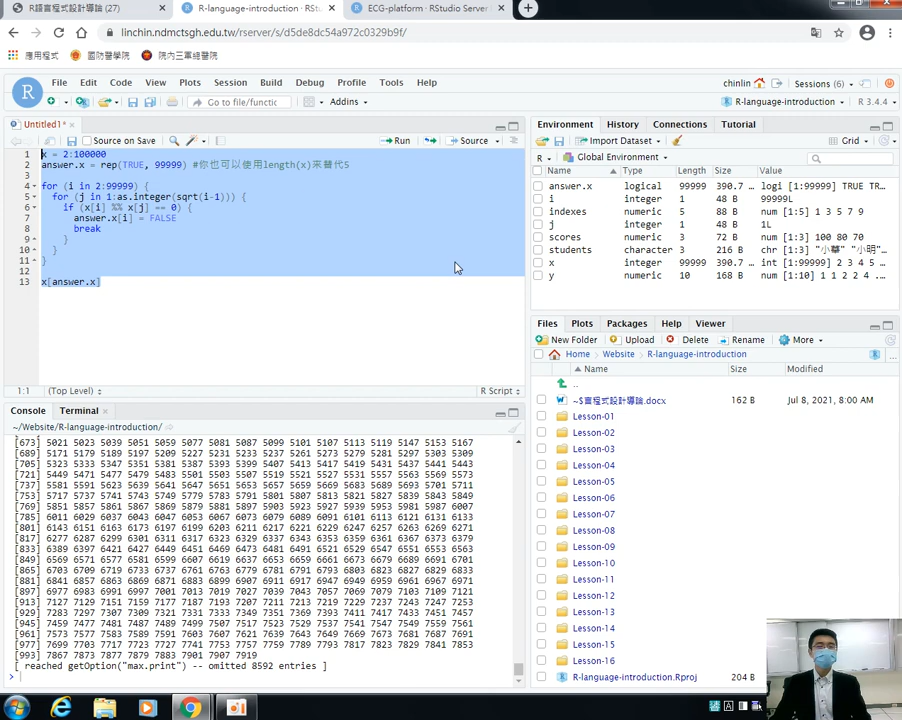 R語言程式設計導論 (27)
R-language-introduction - RSt
ECG-platform - RStudio Server
linchin.ndmctsgh.edu.tw/rserver/s/d5de8dc54a972c0329b9f/
應用程式
國防醫學院
院內三總醫院
R
File Edit Code View Plots Session Build Debug Profile Tools Help
chinlin
Sessions (6)
Go to file/functic
Addins
R-language-introduction
R 3.4.4
Untitled1*
Source on Save
Run
Source
1 x = 2:100000
2 answer.x = rep(TRUE, 99999) #你也可以使用length(x)來替代5
3
4 for (i in 2:99999) {
5 for (j in 1:as.integer(sqrt(i-1))) {
6 if (x[i] %% x[j] == 0) {
7 answer.x[i] = FALSE
8 break
9 }
10 }
11 }
12
13 x[answer.x]
1:1 (Top Level)
R Script
Console Terminal
~/Website/R-language-introduction/
[673] 5021 5023 5039 5051 5059 5077 5081 5087 5099 5101 5107 5113 5119 5147 5153 5167
[689] 5171 5179 5189 5197 5209 5227 5231 5233 5237 5261 5273 5279 5281 5297 5303 5309
[705] 5323 5333 5347 5351 5381 5387 5393 5399 5407 5413 5417 5419 5431 5437 5441 5443
[721] 5449 5471 5477 5479 5483 5501 5503 5507 5519 5521 5527 5531 5557 5563 5569 5573
[737] 5581 5591 5623 5639 5641 5647 5651 5653 5657 5659 5669 5683 5689 5693 5701 5711
[753] 5717 5737 5741 5743 5749 5779 5783 5791 5801 5807 5813 5821 5827 5839 5843 5849
[769] 5851 5857 5861 5867 5869 5879 5881 5897 5903 5923 5927 5939 5953 5981 5987 6007
[785] 6011 6029 6037 6043 6047 6053 6067 6073 6079 6089 6091 6101 6113 6121 6131 6133
[801] 6143 6151 6163 6173 6197 6199 6203 6211 6217 6221 6229 6247 6257 6263 6269 6271
[817] 6277 6287 6299 6301 6311 6317 6323 6329 6337 6343 6353 6359 6361 6367 6373 6379
[833] 6389 6397 6421 6427 6449 6451 6469 6473 6481 6491 6521 6529 6547 6551 6553 6563
[849] 6569 6571 6577 6581 6599 6607 6619 6637 6653 6659 6661 6673 6679 6689 6691 6701
[865] 6703 6709 6719 6733 6737 6761 6763 6779 6781 6791 6793 6803 6823 6827 6829 6833
[881] 6841 6857 6863 6869 6871 6883 6899 6907 6911 6917 6947 6949 6959 6961 6967 6971
[897] 6977 6983 6991 6997 7001 7013 7019 7027 7039 7043 7057 7069 7079 7103 7109 7121
[913] 7127 7129 7151 7159 7177 7187 7193 7207 7211 7213 7219 7229 7237 7243 7247 7253
[929] 7283 7297 7307 7309 7321 7331 7333 7349 7351 7369 7393 7411 7417 7433 7451 7457
[945] 7459 7477 7481 7487 7489 7499 7507 7517 7523 7529 7537 7541 7547 7549 7559 7561
[961] 7573 7577 7583 7589 7591 7603 7607 7621 7639 7643 7649 7669 7673 7681 7687 7691
[977] 7699 7703 7717 7723 7727 7741 7753 7757 7759 7789 7793 7817 7823 7829 7841 7853
[993] 7867 7873 7877 7879 7883 7901 7907 7919
[ reached getOption("max.print") -- omitted 8592 entries ]
>
Environment History Connections Tutorial
Import Dataset
Grid
R Global Environment
Name Type Length Size Value
answer.x logical 99999 390.7 … logi [1:99999] TRUE TR…
i integer 1 48 B 99999L
indexes numeric 5 88 B num [1:5] 1 3 5 7 9
j integer 1 48 B 1L
scores numeric 3 72 B num [1:3] 100 80 70
students character 3 216 B chr [1:3] "小華" "小明"…
x integer 99999 390.7 … int [1:99999] 2 3 4 5 …
y numeric 10 168 B num [1:10] 1 1 2 2 4 …
Files Plots Packages Help Viewer
New Folder Upload Delete Rename More
Home Website R-language-introduction
Name Size Modified
..
~$言程式設計導論.docx 162 B Jul 8, 2021, 8:00 AM
Lesson-01
Lesson-02
Lesson-03
Lesson-04
Lesson-05
Lesson-06
Lesson-07
Lesson-08
Lesson-09
Lesson-10
Lesson-11
Lesson-12
Lesson-13
Lesson-14
Lesson-15
Lesson-16
R-language-introduction.Rproj 204 B